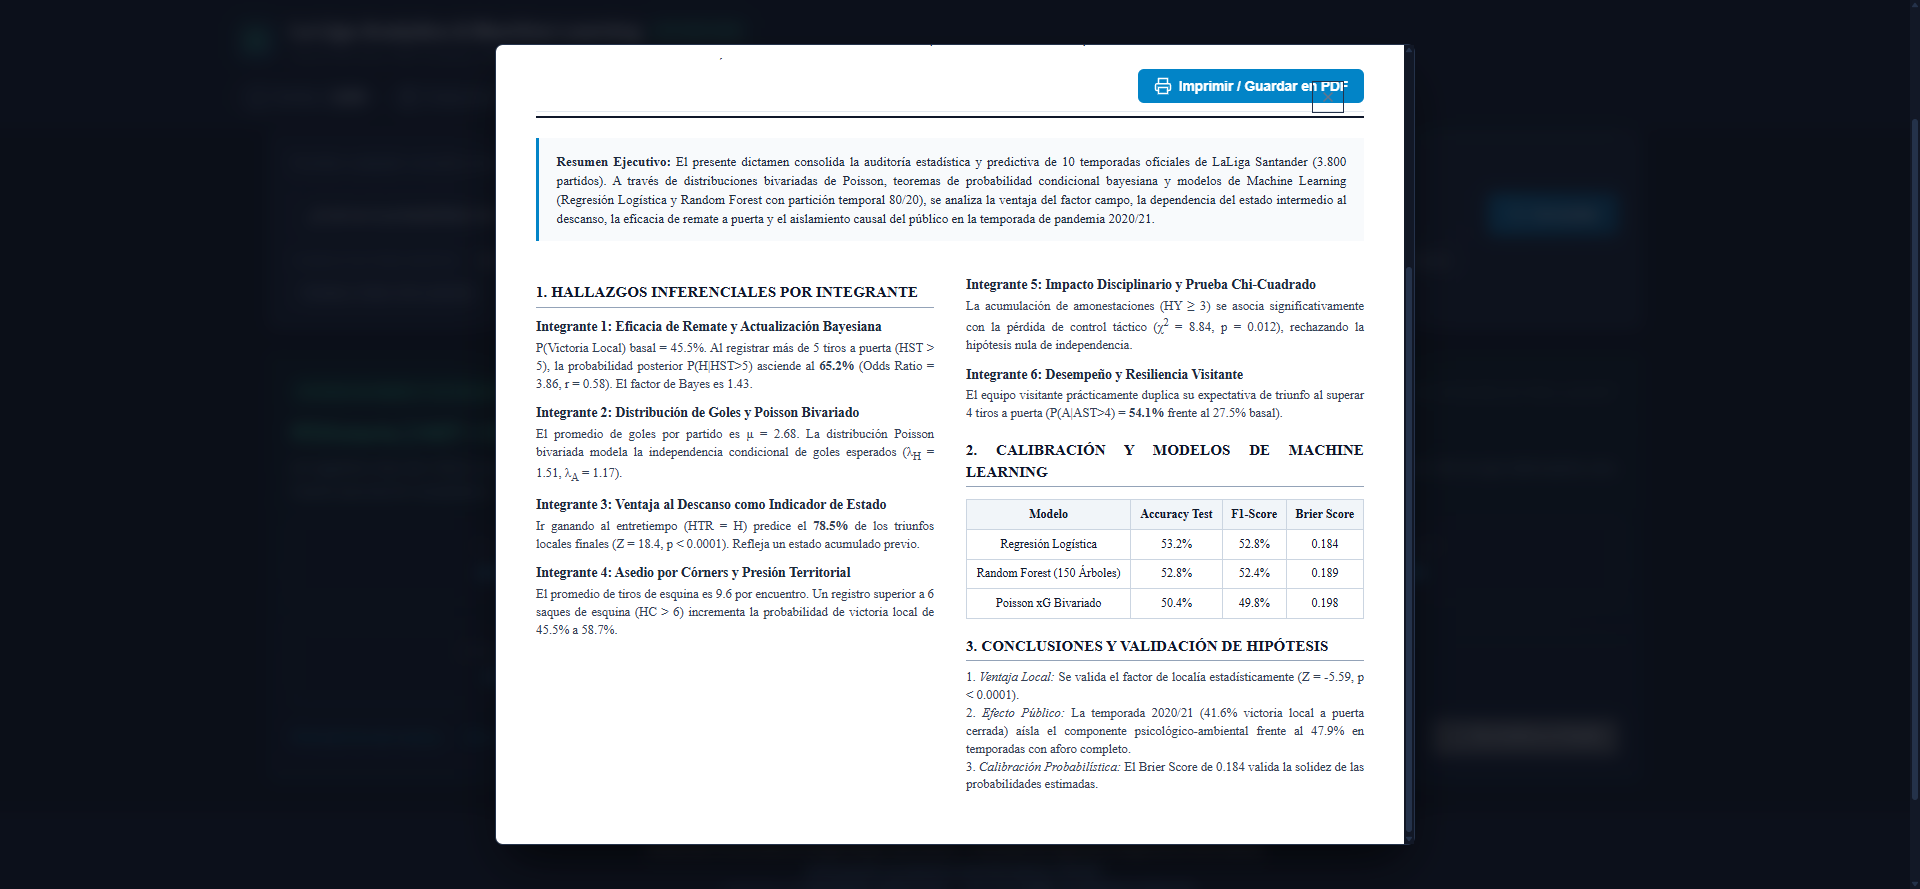 Imprimir / Guardar en PDF
Resumen Ejecutivo: El presente dictamen consolida la auditoría estadística y predictiva de 10 temporadas oficiales de LaLiga Santander (3.800
partidos). A través de distribuciones bivariadas de Poisson, teoremas de probabilidad condicional bayesiana y modelos de Machine Learning
(Regresión Logística y Random Forest con partición temporal 80/20), se analiza la ventaja del factor campo, la dependencia del estado intermedio al
descanso, la eficacia de remate a puerta y el aislamiento causal del público en la temporada de pandemia 2020/21.
1. HALLAZGOS INFERENCIALES POR INTEGRANTE
Integrante 1: Eficacia de Remate y Actualización Bayesiana
P(Victoria Local) basal = 45.5%. Al registrar más de 5 tiros a puerta (HST >
5), la probabilidad posterior P(H|HST>5) asciende al 65.2% (Odds Ratio =
3.86, r = 0.58). El factor de Bayes es 1.43.
Integrante 2: Distribución de Goles y Poisson Bivariado
El promedio de goles por partido es μ = 2.68. La distribución Poisson
bivariada modela la independencia condicional de goles esperados (λH =
1.51, λA = 1.17).
Integrante 3: Ventaja al Descanso como Indicador de Estado
Ir ganando al entretiempo (HTR = H) predice el 78.5% de los triunfos
locales finales (Z = 18.4, p < 0.0001). Refleja un estado acumulado previo.
Integrante 4: Asedio por Córners y Presión Territorial
El promedio de tiros de esquina es 9.6 por encuentro. Un registro superior a 6
saques de esquina (HC > 6) incrementa la probabilidad de victoria local de
45.5% a 58.7%.
Integrante 5: Impacto Disciplinario y Prueba Chi-Cuadrado
La acumulación de amonestaciones (HY ≥ 3) se asocia significativamente
con la pérdida de control táctico (χ2 = 8.84, p = 0.012), rechazando la
hipótesis nula de independencia.
Integrante 6: Desempeño y Resiliencia Visitante
El equipo visitante prácticamente duplica su expectativa de triunfo al superar
4 tiros a puerta (P(A|AST>4) = 54.1% frente al 27.5% basal).
2. CALIBRACIÓN Y MODELOS DE MACHINE
LEARNING
Modelo Accuracy Test F1-Score Brier Score
Regresión Logística 53.2% 52.8% 0.184
Random Forest (150 Árboles) 52.8% 52.4% 0.189
Poisson xG Bivariado 50.4% 49.8% 0.198
3. CONCLUSIONES Y VALIDACIÓN DE HIPÓTESIS
1. Ventaja Local: Se valida el factor de localía estadísticamente (Z = -5.59, p
< 0.0001).
2. Efecto Público: La temporada 2020/21 (41.6% victoria local a puerta
cerrada) aísla el componente psicológico-ambiental frente al 47.9% en
temporadas con aforo completo.
3. Calibración Probabilística: El Brier Score de 0.184 valida la solidez de las
probabilidades estimadas.